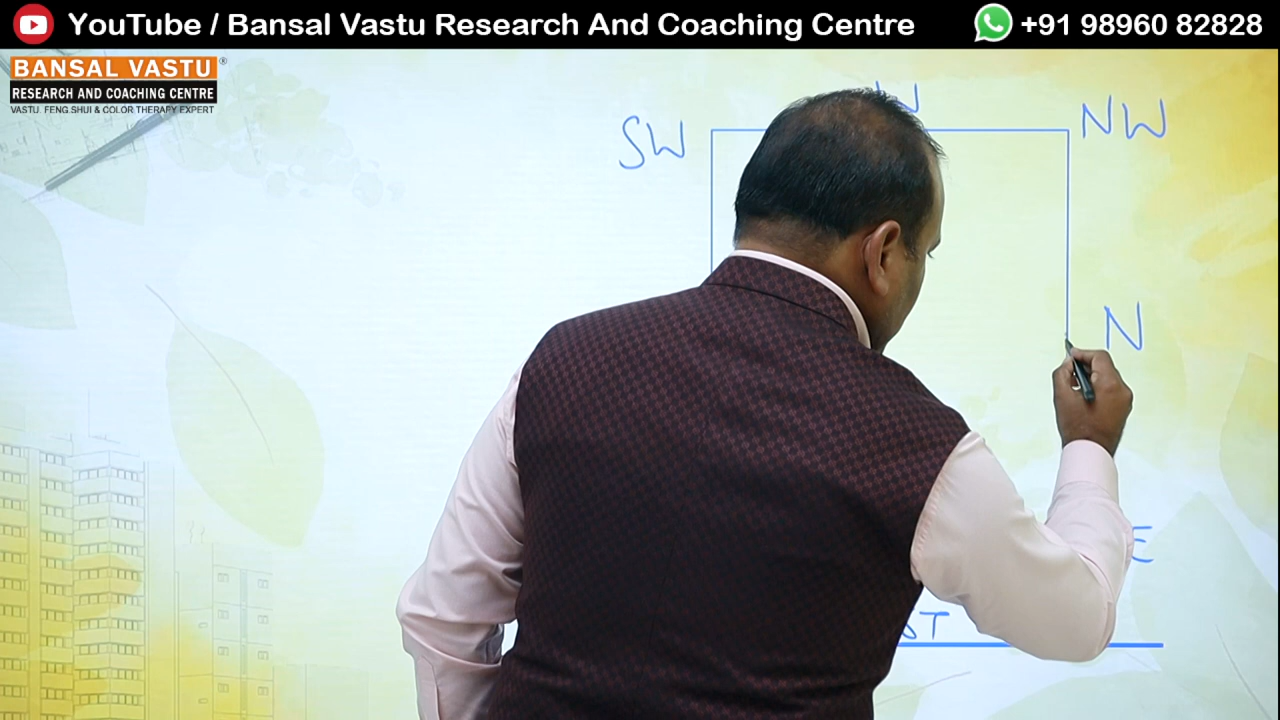 YouTube / Bansal Vastu Research And Coaching Centre
+91 98960 82828
BANSAL VASTU®
RESEARCH AND COACHING CENTRE
VASTU, FENG SHUI & COLOR THERAPY EXPERT
W
SW
NW
N
E
ST